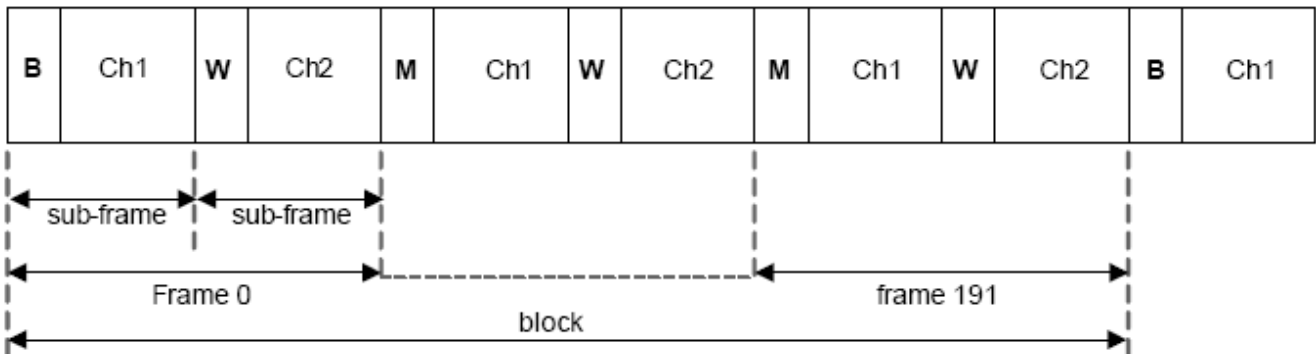 B Ch1 W Ch2 M Ch1 W Ch2 M Ch1 W Ch2 B Ch1
sub-frame sub-frame
Frame 0 frame 191
block